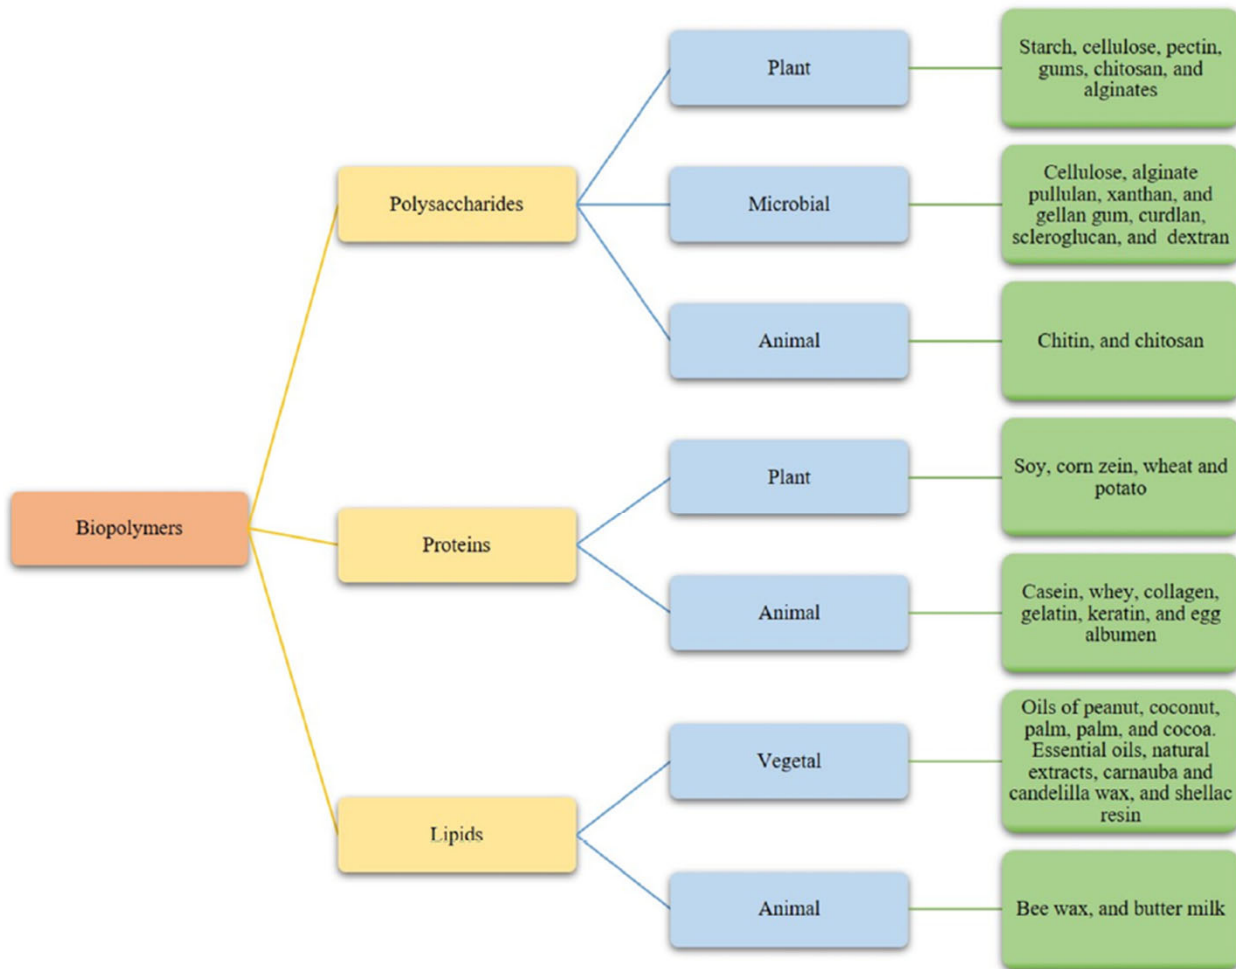 Biopolymers
Polysaccharides
Plant
Starch, cellulose, pectin,
gums, chitosan, and
alginates
Microbial
Cellulose, alginate
pullulan, xanthan, and
gellan gum, curdlan,
scleroglucan, and dextran
Animal
Chitin, and chitosan
Proteins
Plant
Soy, corn zein, wheat and
potato
Animal
Casein, whey, collagen,
gelatin, keratin, and egg
albumen
Lipids
Vegetal
Oils of peanut, coconut,
palm, palm, and cocoa.
Essential oils, natural
extracts, carnauba and
candelilla wax, and shellac
resin
Animal
Bee wax, and butter milk